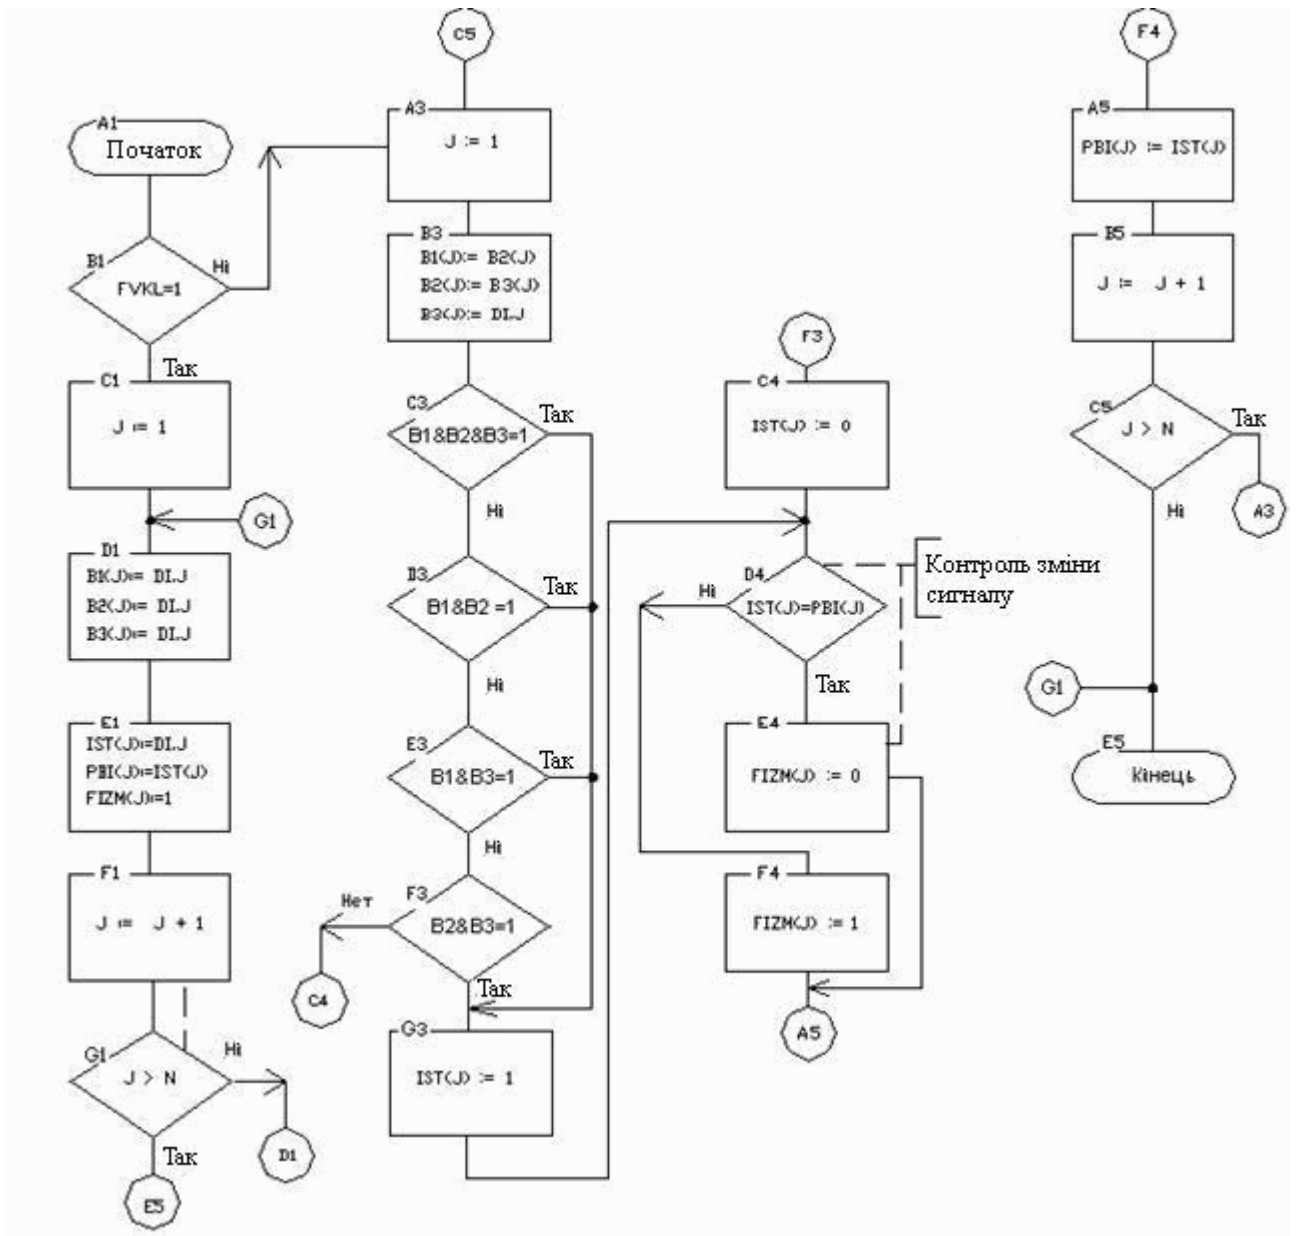 A1
Початок
B1
FVKL=1
Ні
Так
C1
J := 1
G1
D1
B1(J):= DLJ
B2(J):= DLJ
B3(J):= DLJ
E1
IST(J):=DLJ
PBI(J):=IST(J)
FIZM(J):=1
F1
J := J + 1
G1
J > N
Ні
D1
Так
E5
C5
A3
J := 1
B3
B1(J):= B2(J)
B2(J):= B3(J)
B3(J):= DLJ
C3
B1&B2&B3=1
Так
Ні
D3
B1&B2 =1
Так
Ні
E3
B1&B3=1
Так
Ні
F3
B2&B3=1
Нет
C4
Так
G3
IST(J) := 1
F3
C4
IST(J) := 0
D4
IST(J)=PBI(J)
Ні
Так
Контроль зміни
сигналу
E4
FIZM(J) := 0
F4
FIZM(J) := 1
A5
F4
A5
PBI(J) := IST(J)
B5
J := J + 1
C5
J > N
Так
A3
Ні
G1
E5
Кінець